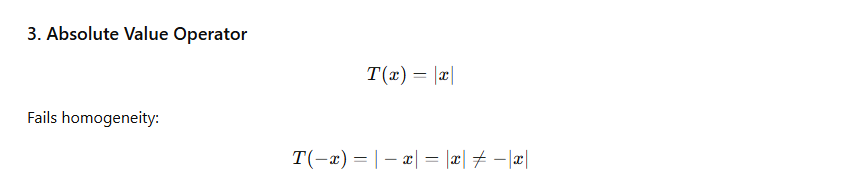 3. Absolute Value Operator
T(x) = |x|
Fails homogeneity:
T(−x) = | − x| = |x| ≠ −|x|